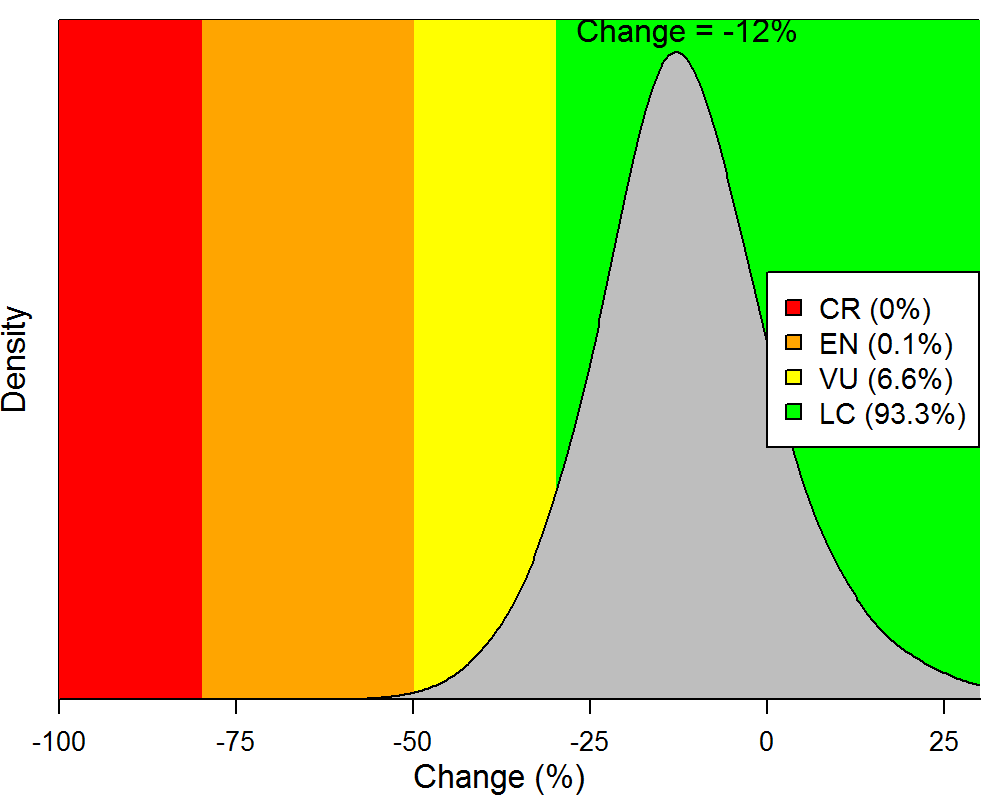 Change = -12%
Density
CR (0%)
EN (0.1%)
VU (6.6%)
LC (93.3%)
-100 -75 -50 -25 0 25
Change (%)